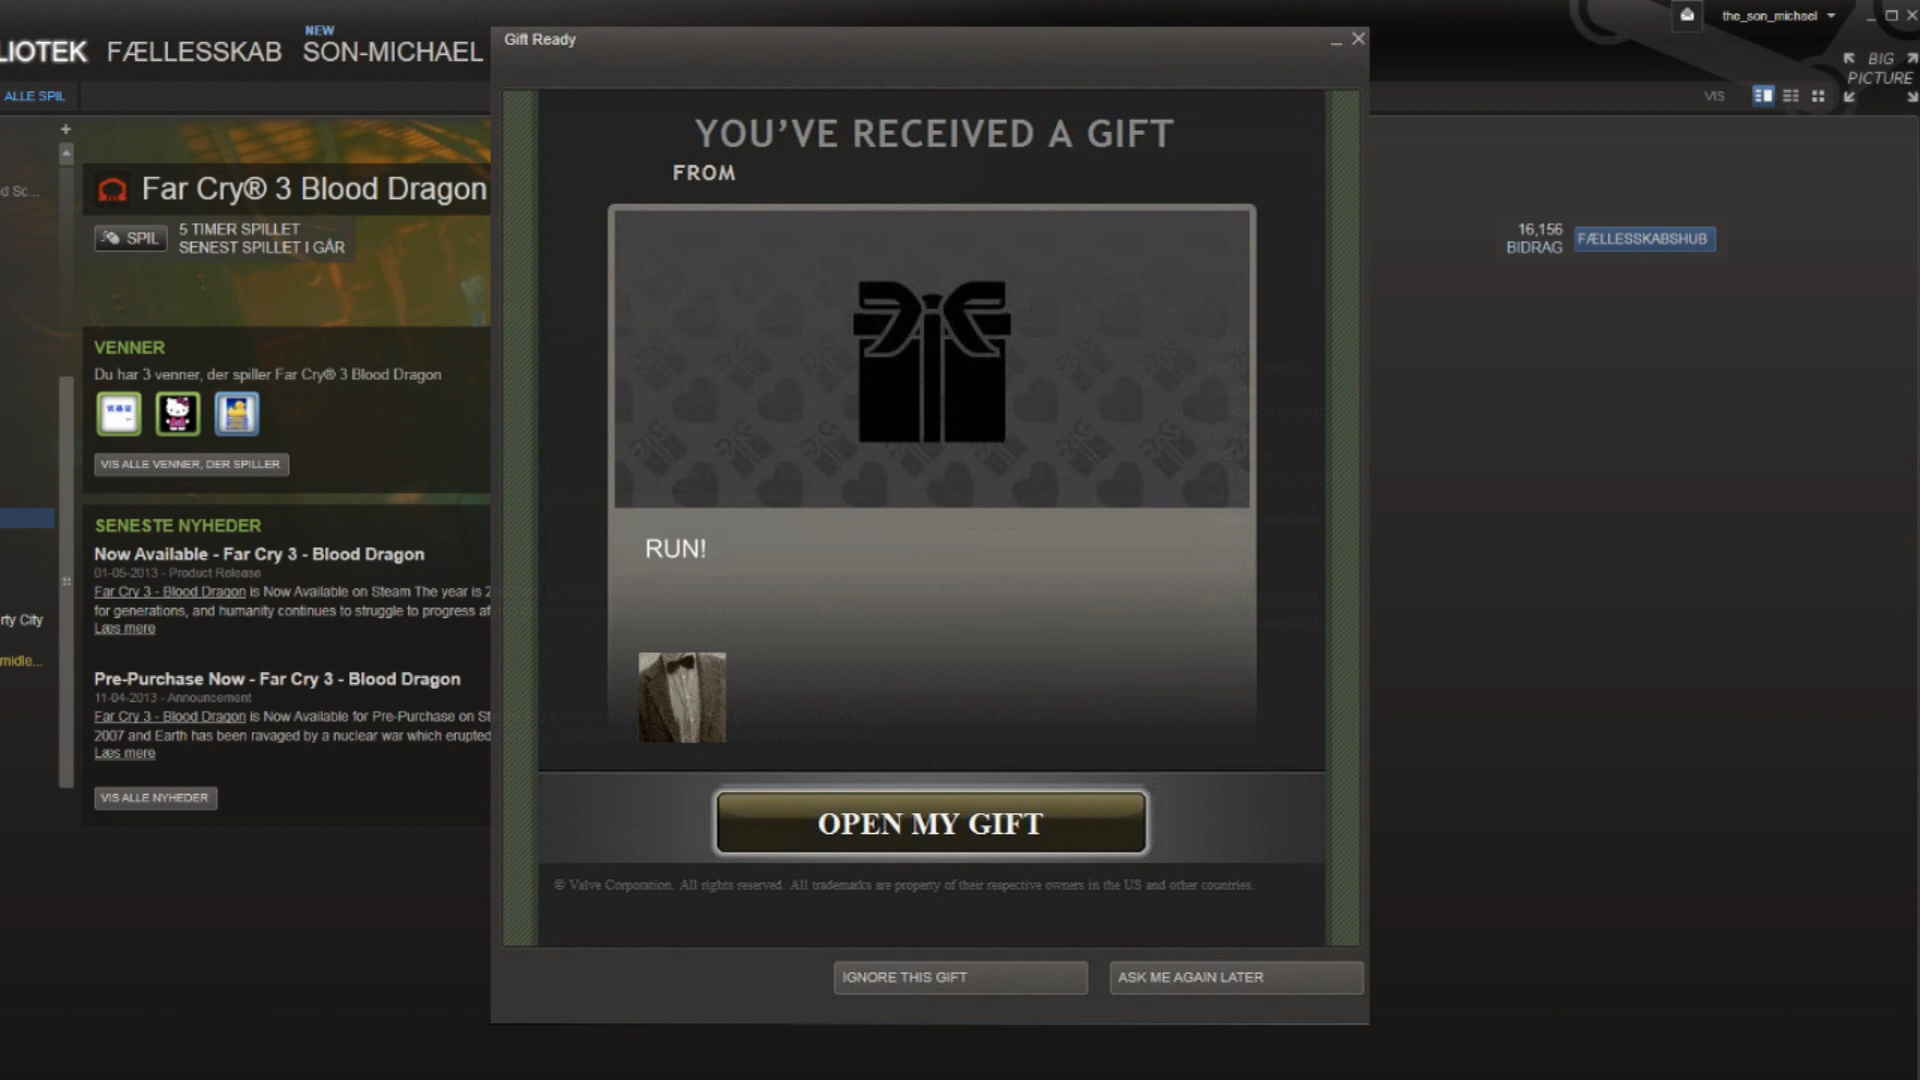 LIOTEK
FÆLLESSKAB
NEW
SON-MICHAEL
the_son_michael
BIG
PICTURE
ALLE SPIL
VIS
d Sc...
rty City
midle...
Far Cry® 3 Blood Dragon
SPIL
5 TIMER SPILLET
SENEST SPILLET I GÅR
16,156
BIDRAG
FÆLLESSKABSHUB
VENNER
Du har 3 venner, der spiller Far Cry® 3 Blood Dragon
VIS ALLE VENNER, DER SPILLER
SENESTE NYHEDER
Now Available - Far Cry 3 - Blood Dragon
01-05-2013 - Product Release
Far Cry 3 - Blood Dragon is Now Available on Steam The year is 2
for generations, and humanity continues to struggle to progress af
Læs mere
Pre-Purchase Now - Far Cry 3 - Blood Dragon
11-04-2013 - Announcement
Far Cry 3 - Blood Dragon is Now Available for Pre-Purchase on St
2007 and Earth has been ravaged by a nuclear war which erupted
Læs mere
VIS ALLE NYHEDER
Gift Ready
YOU'VE RECEIVED A GIFT
FROM
RUN!
OPEN MY GIFT
© Valve Corporation. All rights reserved. All trademarks are property of their respective owners in the US and other countries.
IGNORE THIS GIFT
ASK ME AGAIN LATER